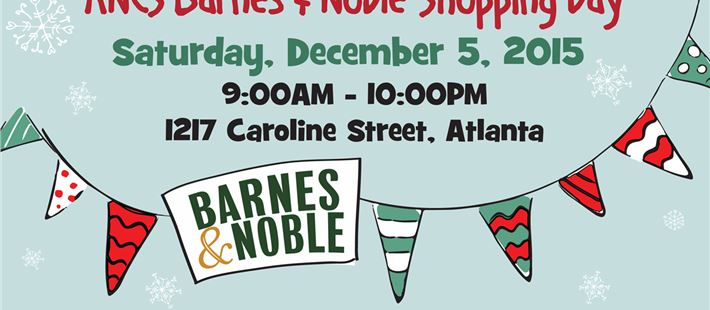 ANCS Barnes & Noble Shopping Day
Saturday, December 5, 2015
9:00AM - 10:00PM
1217 Caroline Street, Atlanta
BARNES
&NOBLE